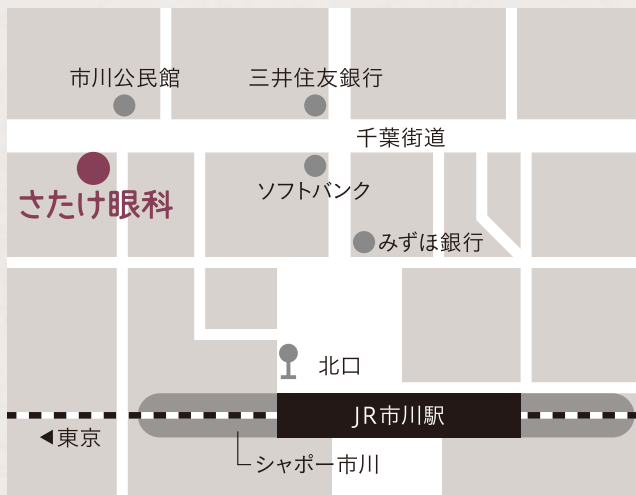 市川公民館
三井住友銀行
千葉街道
さたけ眼科
ソフトバンク
みずほ銀行
北口
JR市川駅
◀東京
シャポー市川